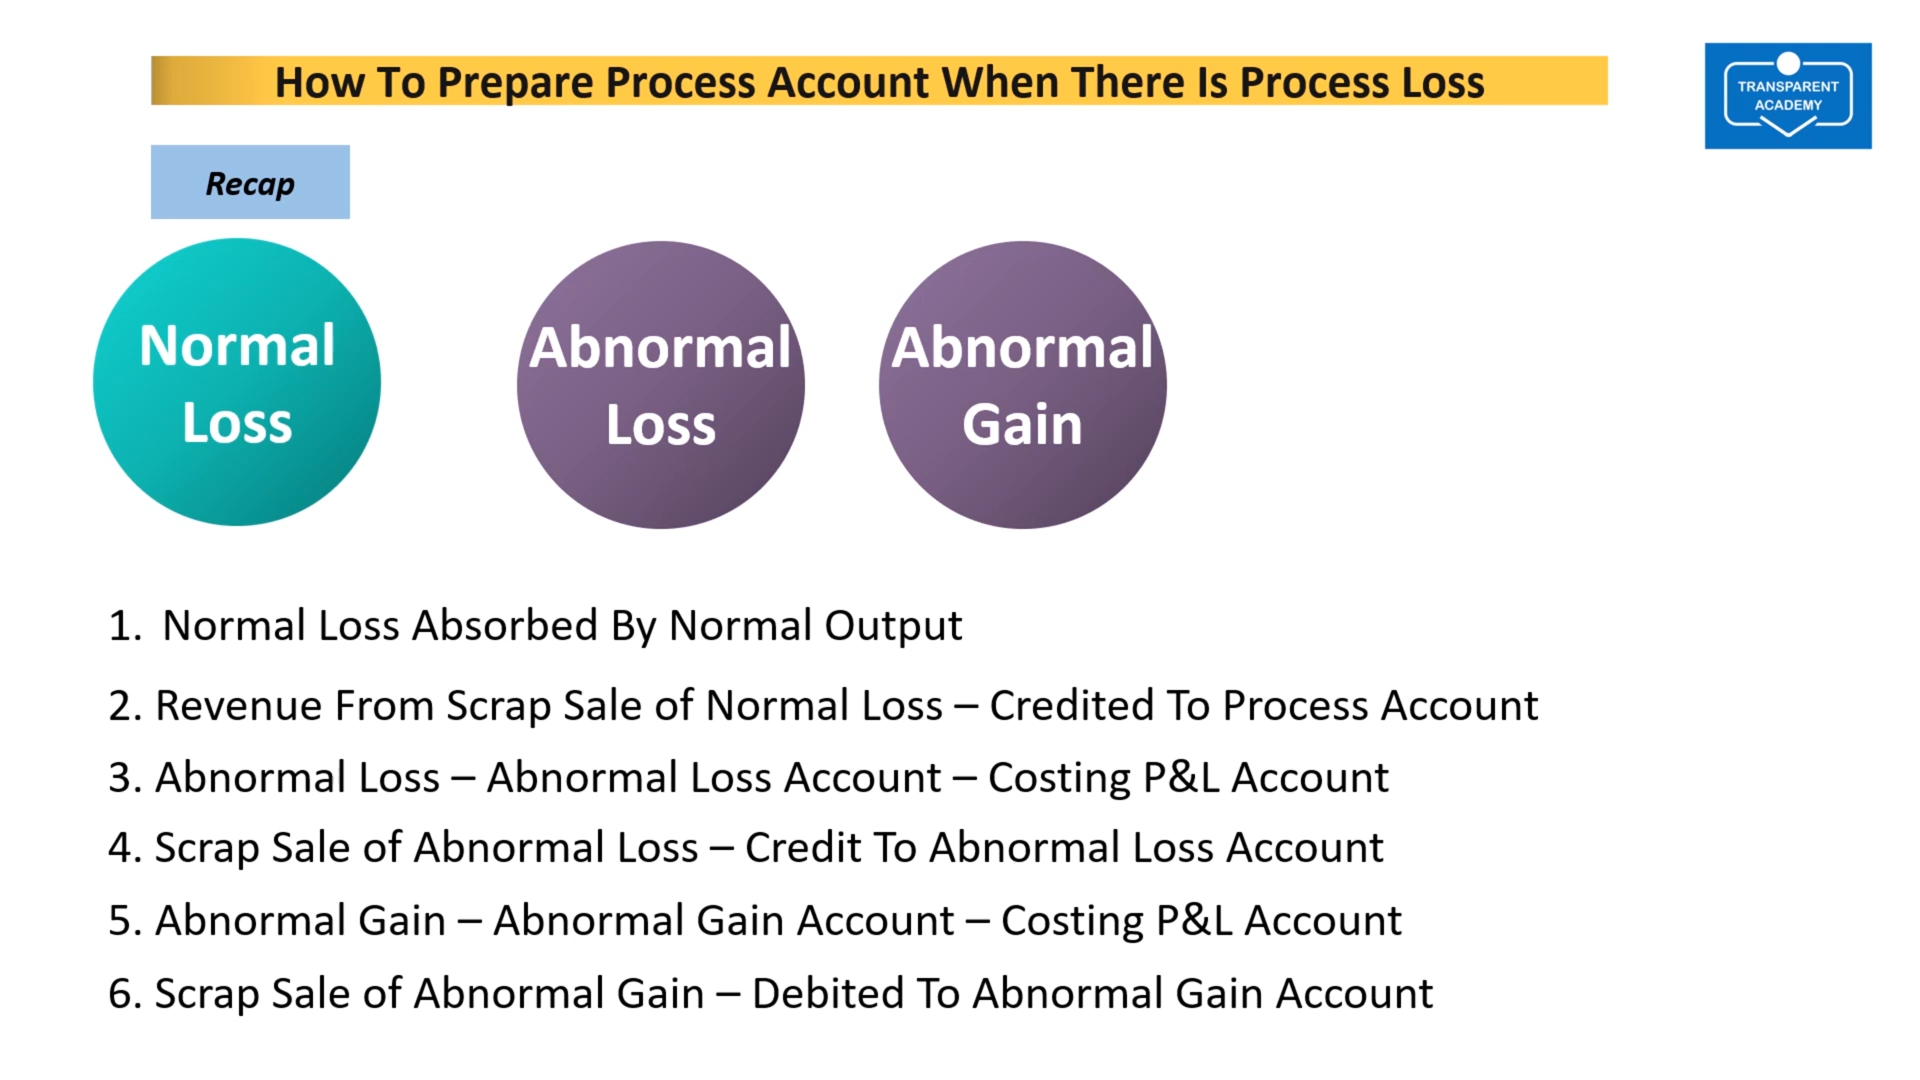 How To Prepare Process Account When There Is Process Loss
TRANSPARENT
ACADEMY
Recap
Normal
Loss
Abnormal
Loss
Abnormal
Gain
1. Normal Loss Absorbed By Normal Output
2. Revenue From Scrap Sale of Normal Loss – Credited To Process Account
3. Abnormal Loss – Abnormal Loss Account – Costing P&L Account
4. Scrap Sale of Abnormal Loss – Credit To Abnormal Loss Account
5. Abnormal Gain – Abnormal Gain Account – Costing P&L Account
6. Scrap Sale of Abnormal Gain – Debited To Abnormal Gain Account